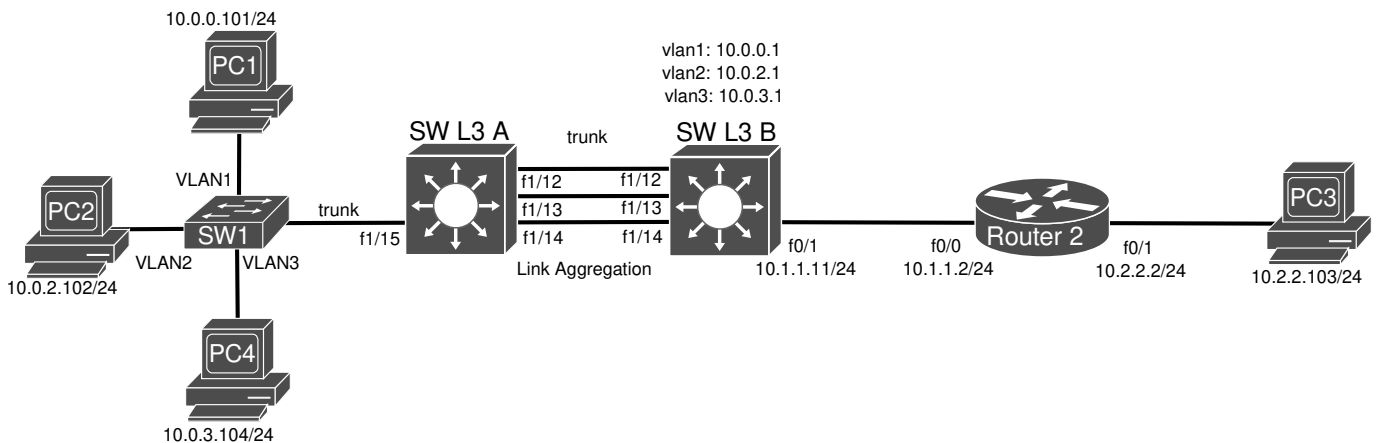 10.0.0.101/24
PC1
vlan1: 10.0.0.1
vlan2: 10.0.2.1
vlan3: 10.0.3.1
SW L3 A
trunk
SW L3 B
VLAN1
f1/12
f1/12
PC2
PC3
trunk
f1/13
f1/13
SW1
Router 2
f1/15
f1/14
f1/14
f0/1
f0/0
f0/1
VLAN2
VLAN3
Link Aggregation
10.1.1.11/24
10.1.1.2/24
10.2.2.2/24
10.2.2.103/24
10.0.2.102/24
PC4
10.0.3.104/24